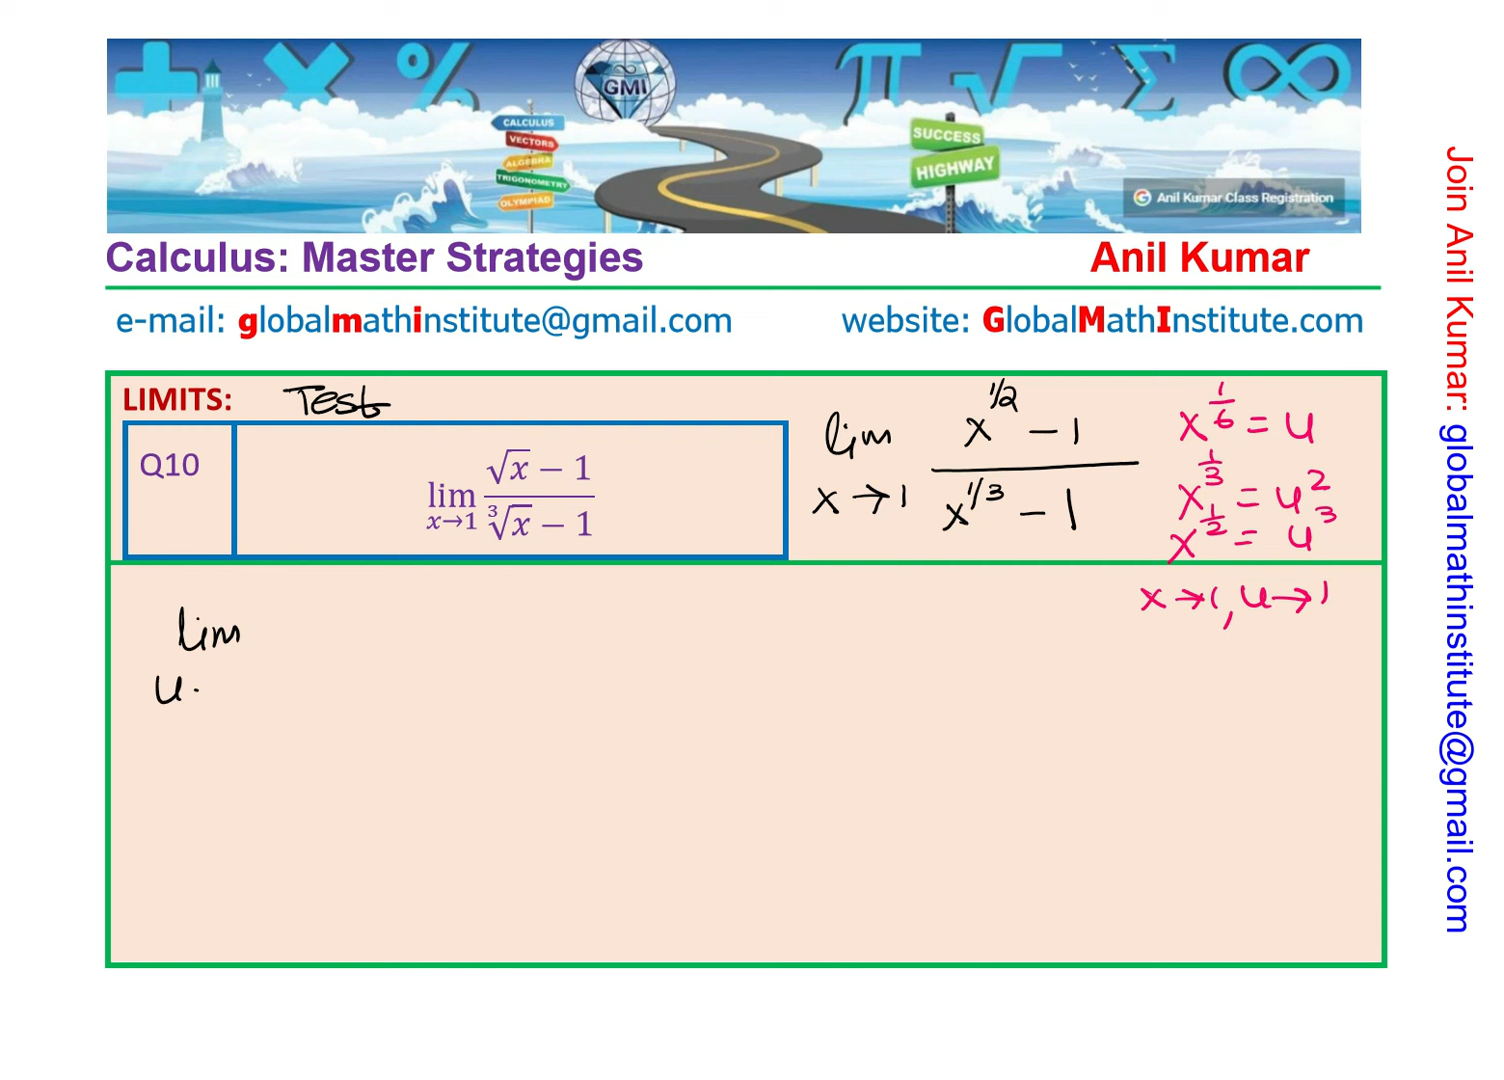 GMI
CALCULUS
VECTORS
ALGEBRA
TRIGONOMETRY
OLYMPIAD
SUCCESS
HIGHWAY
Anil Kumar Class Registration
Calculus: Master Strategies Anil Kumar
e-mail: globalmathinstitute@gmail.com website: GlobalMathInstitute.com
LIMITS: Test
Q10
lim x→1 (√x − 1)/(∛x − 1)
lim x→1 (x^1/2 − 1)/(x^1/3 − 1)
x^1/6 = u
x^1/3 = u^2
x^1/2 = u^3
x→1, u→1
lim
u
Join Anil Kumar: globalmathinstitute@gmail.com